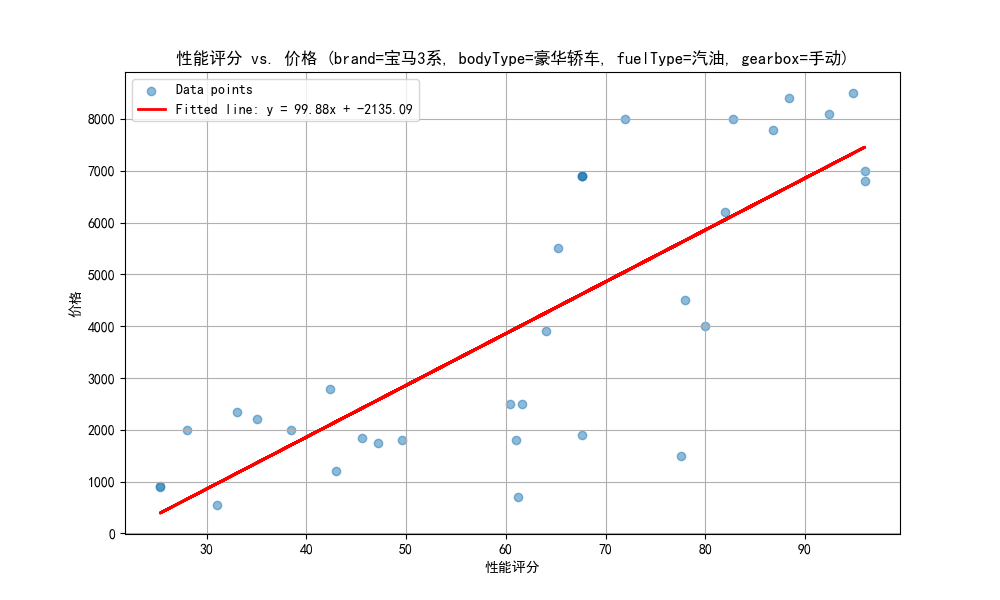 性能评分 vs. 价格 (brand=宝马3系, bodyType=豪华轿车, fuelType=汽油, gearbox=手动)
Data points
Fitted line: y = 99.88x + -2135.09
8000
7000
6000
5000
4000
3000
2000
1000
0
价格
30 40 50 60 70 80 90
性能评分